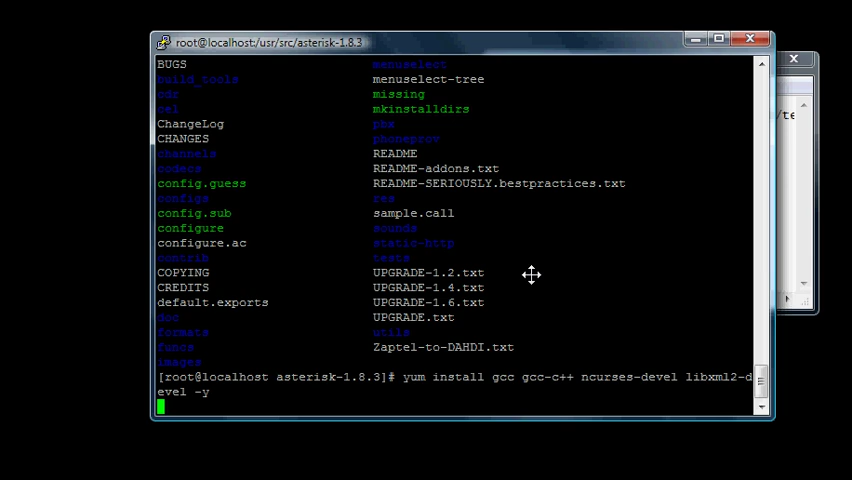 root@localhost:/usr/src/asterisk-1.8.3
BUGS menuselect
build_tools menuselect-tree
cdr missing
cel mkinstalldirs
ChangeLog pbx
CHANGES phoneprov
channels README
codecs README-addons.txt
config.guess README-SERIOUSLY.bestpractices.txt
configs res
config.sub sample.call
configure sounds
configure.ac static-http
contrib tests
COPYING UPGRADE-1.2.txt
CREDITS UPGRADE-1.4.txt
default.exports UPGRADE-1.6.txt
doc UPGRADE.txt
formats utils
funcs Zaptel-to-DAHDI.txt
images
[root@localhost asterisk-1.8.3]# yum install gcc gcc-c++ ncurses-devel libxml2-d
evel -y
/te